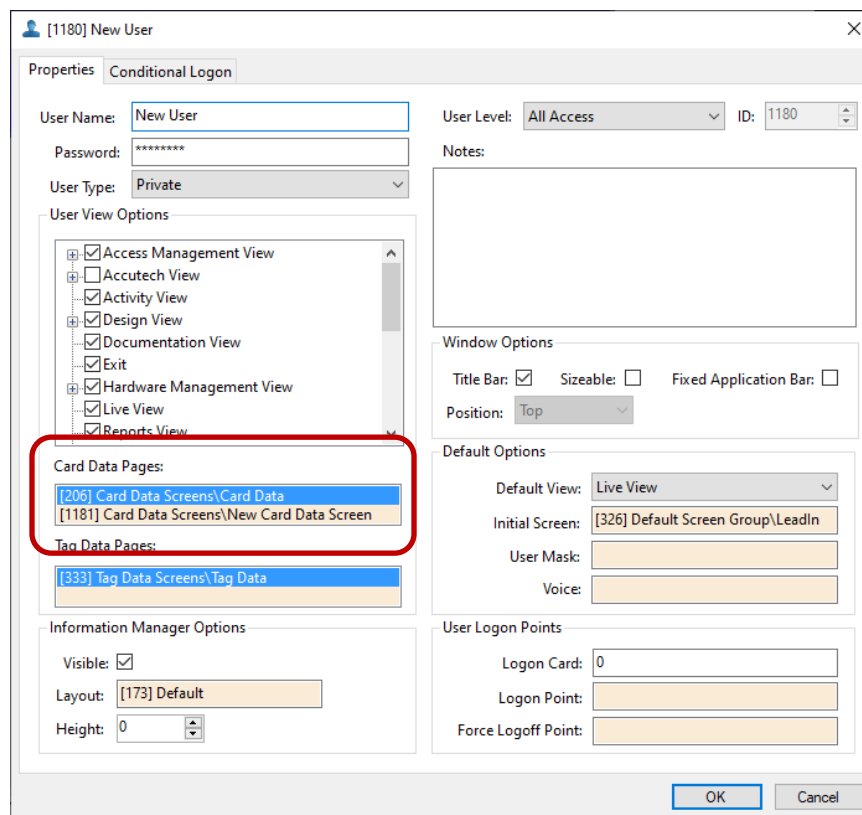 [1180] New User
Properties
Conditional Logon
User Name: New User
Password: ********
User Type: Private
User Level: All Access
ID: 1180
Notes:
User View Options
Access Management View
Accutech View
Activity View
Design View
Documentation View
Exit
Hardware Management View
Live View
Reports View
Card Data Pages:
[206] Card Data Screens\Card Data
[1181] Card Data Screens\New Card Data Screen
Tag Data Pages:
[333] Tag Data Screens\Tag Data
Window Options
Title Bar:
Sizeable:
Fixed Application Bar:
Position: Top
Default Options
Default View: Live View
Initial Screen: [326] Default Screen Group\LeadIn
User Mask:
Voice:
Information Manager Options
Visible:
Layout: [173] Default
Height: 0
User Logon Points
Logon Card: 0
Logon Point:
Force Logoff Point:
OK
Cancel